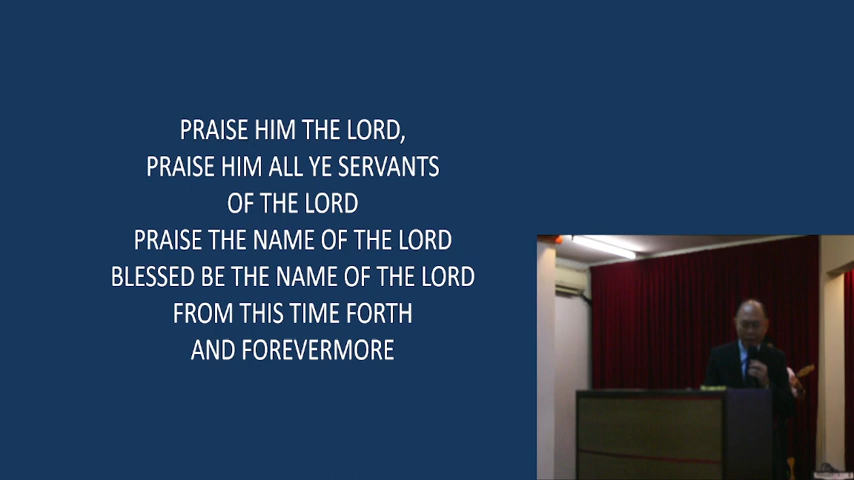 PRAISE HIM THE LORD,
PRAISE HIM ALL YE SERVANTS
OF THE LORD
PRAISE THE NAME OF THE LORD
BLESSED BE THE NAME OF THE LORD
FROM THIS TIME FORTH
AND FOREVERMORE